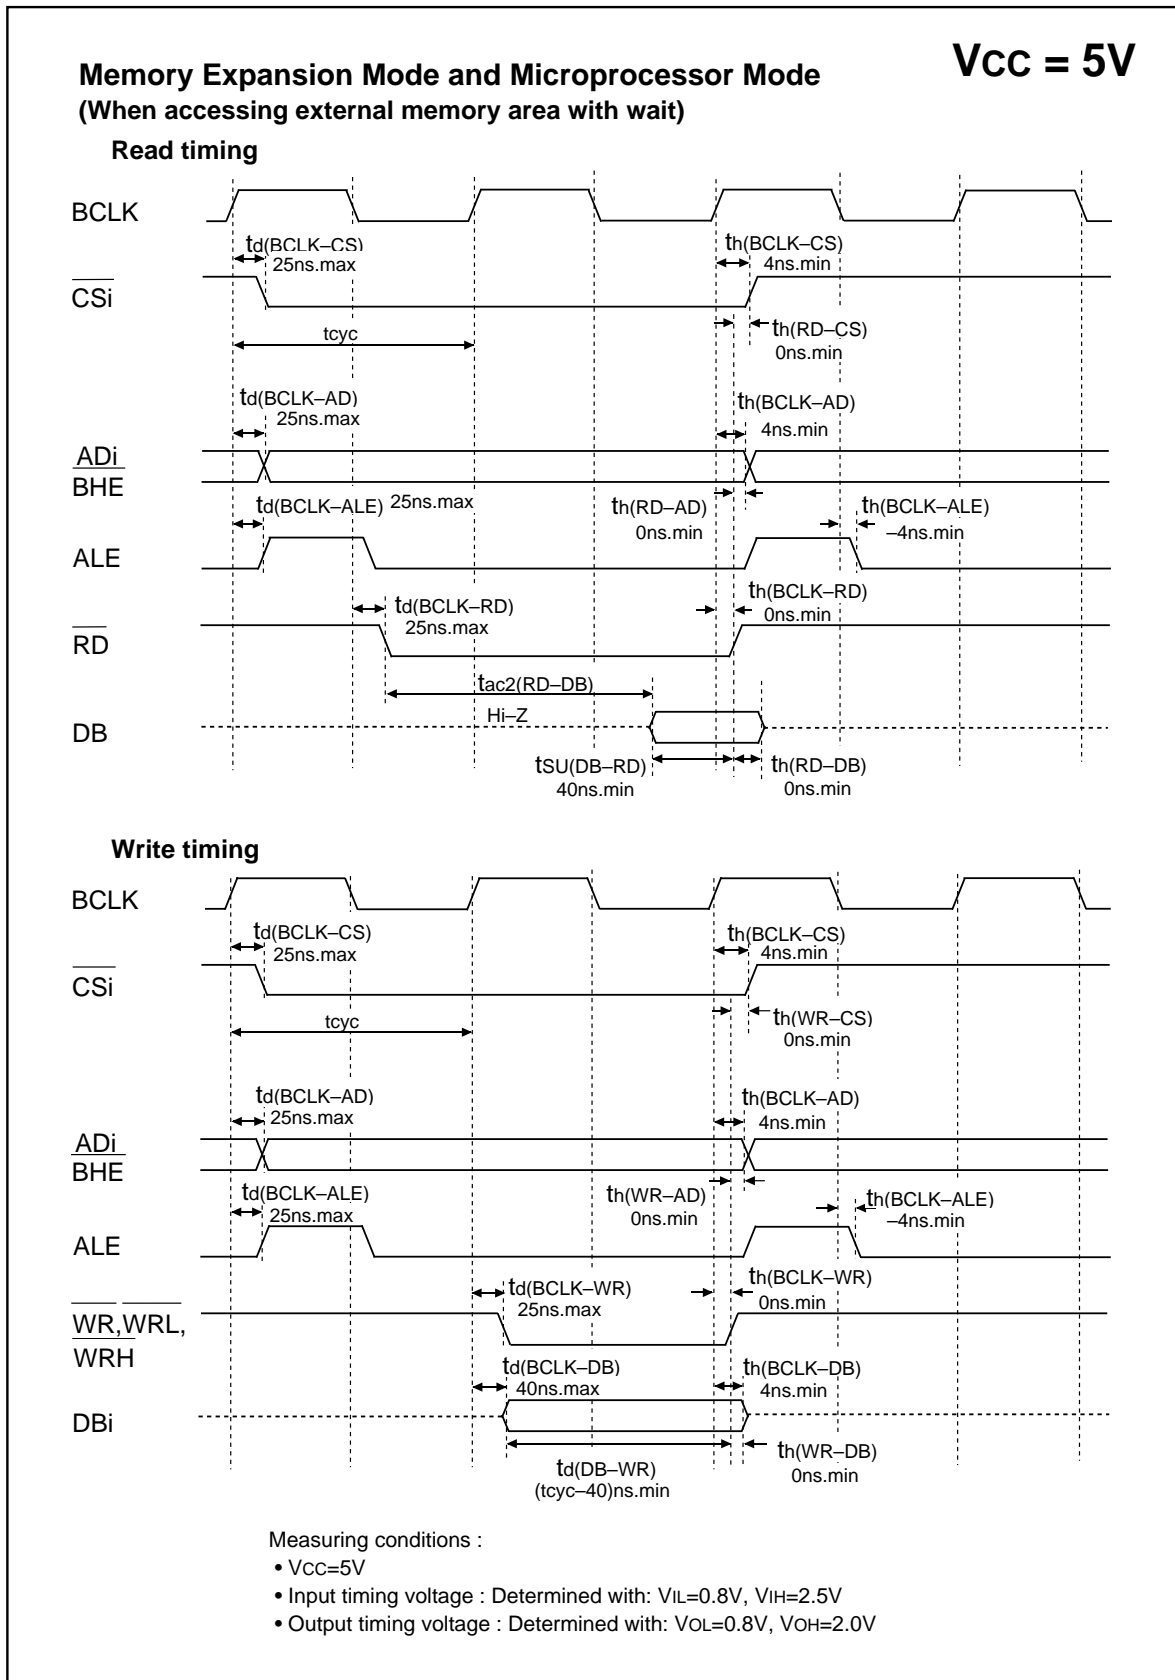 VCC = 5V
Memory Expansion Mode and Microprocessor Mode
(When accessing external memory area with wait)
Read timing
BCLK
td(BCLK–CS)
25ns.max
th(BCLK–CS)
4ns.min
CSi
tcyc
th(RD–CS)
0ns.min
td(BCLK–AD)
25ns.max
th(BCLK–AD)
4ns.min
ADi
BHE
td(BCLK–ALE) 25ns.max
th(RD–AD)
0ns.min
th(BCLK–ALE)
–4ns.min
ALE
td(BCLK–RD)
25ns.max
th(BCLK–RD)
0ns.min
RD
tac2(RD–DB)
Hi–Z
DB
tSU(DB–RD)
40ns.min
th(RD–DB)
0ns.min
Write timing
BCLK
td(BCLK–CS)
25ns.max
th(BCLK–CS)
4ns.min
CSi
tcyc
th(WR–CS)
0ns.min
td(BCLK–AD)
25ns.max
th(BCLK–AD)
4ns.min
ADi
BHE
td(BCLK–ALE)
25ns.max
th(WR–AD)
0ns.min
th(BCLK–ALE)
–4ns.min
ALE
td(BCLK–WR)
25ns.max
th(BCLK–WR)
0ns.min
WR,WRL,
WRH
td(BCLK–DB)
40ns.max
th(BCLK–DB)
4ns.min
DBi
td(DB–WR)
(tcyc–40)ns.min
th(WR–DB)
0ns.min
Measuring conditions :
• VCC=5V
• Input timing voltage : Determined with: VIL=0.8V, VIH=2.5V
• Output timing voltage : Determined with: VOL=0.8V, VOH=2.0V